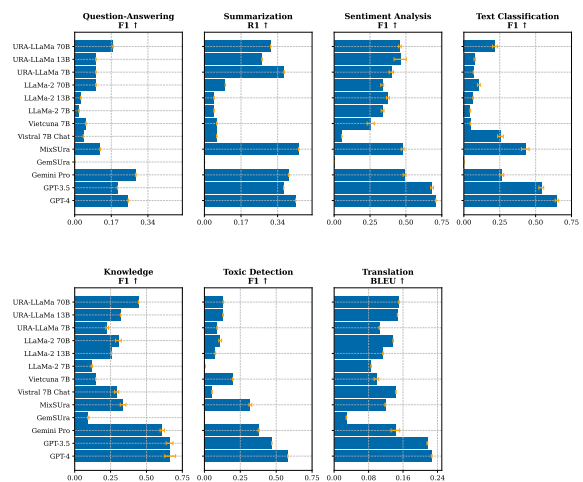 Question-Answering
F1 ↑
Summarization
R1 ↑
Sentiment Analysis
F1 ↑
Text Classification
F1 ↑
URA-LLaMa 70B
URA-LLaMa 13B
URA-LLaMa 7B
LLaMa-2 70B
LLaMa-2 13B
LLaMa-2 7B
Vietcuna 7B
Vistral 7B Chat
MixSUra
GemSUra
Gemini Pro
GPT-3.5
GPT-4
0.00 0.17 0.34
0.00 0.17 0.34
0.00 0.25 0.50 0.75
0.00 0.25 0.50 0.75
Knowledge
F1 ↑
Toxic Detection
F1 ↑
Translation
BLEU ↑
URA-LLaMa 70B
URA-LLaMa 13B
URA-LLaMa 7B
LLaMa-2 70B
LLaMa-2 13B
LLaMa-2 7B
Vietcuna 7B
Vistral 7B Chat
MixSUra
GemSUra
Gemini Pro
GPT-3.5
GPT-4
0.00 0.25 0.50 0.75
0.00 0.25 0.50 0.75
0.00 0.08 0.16 0.24